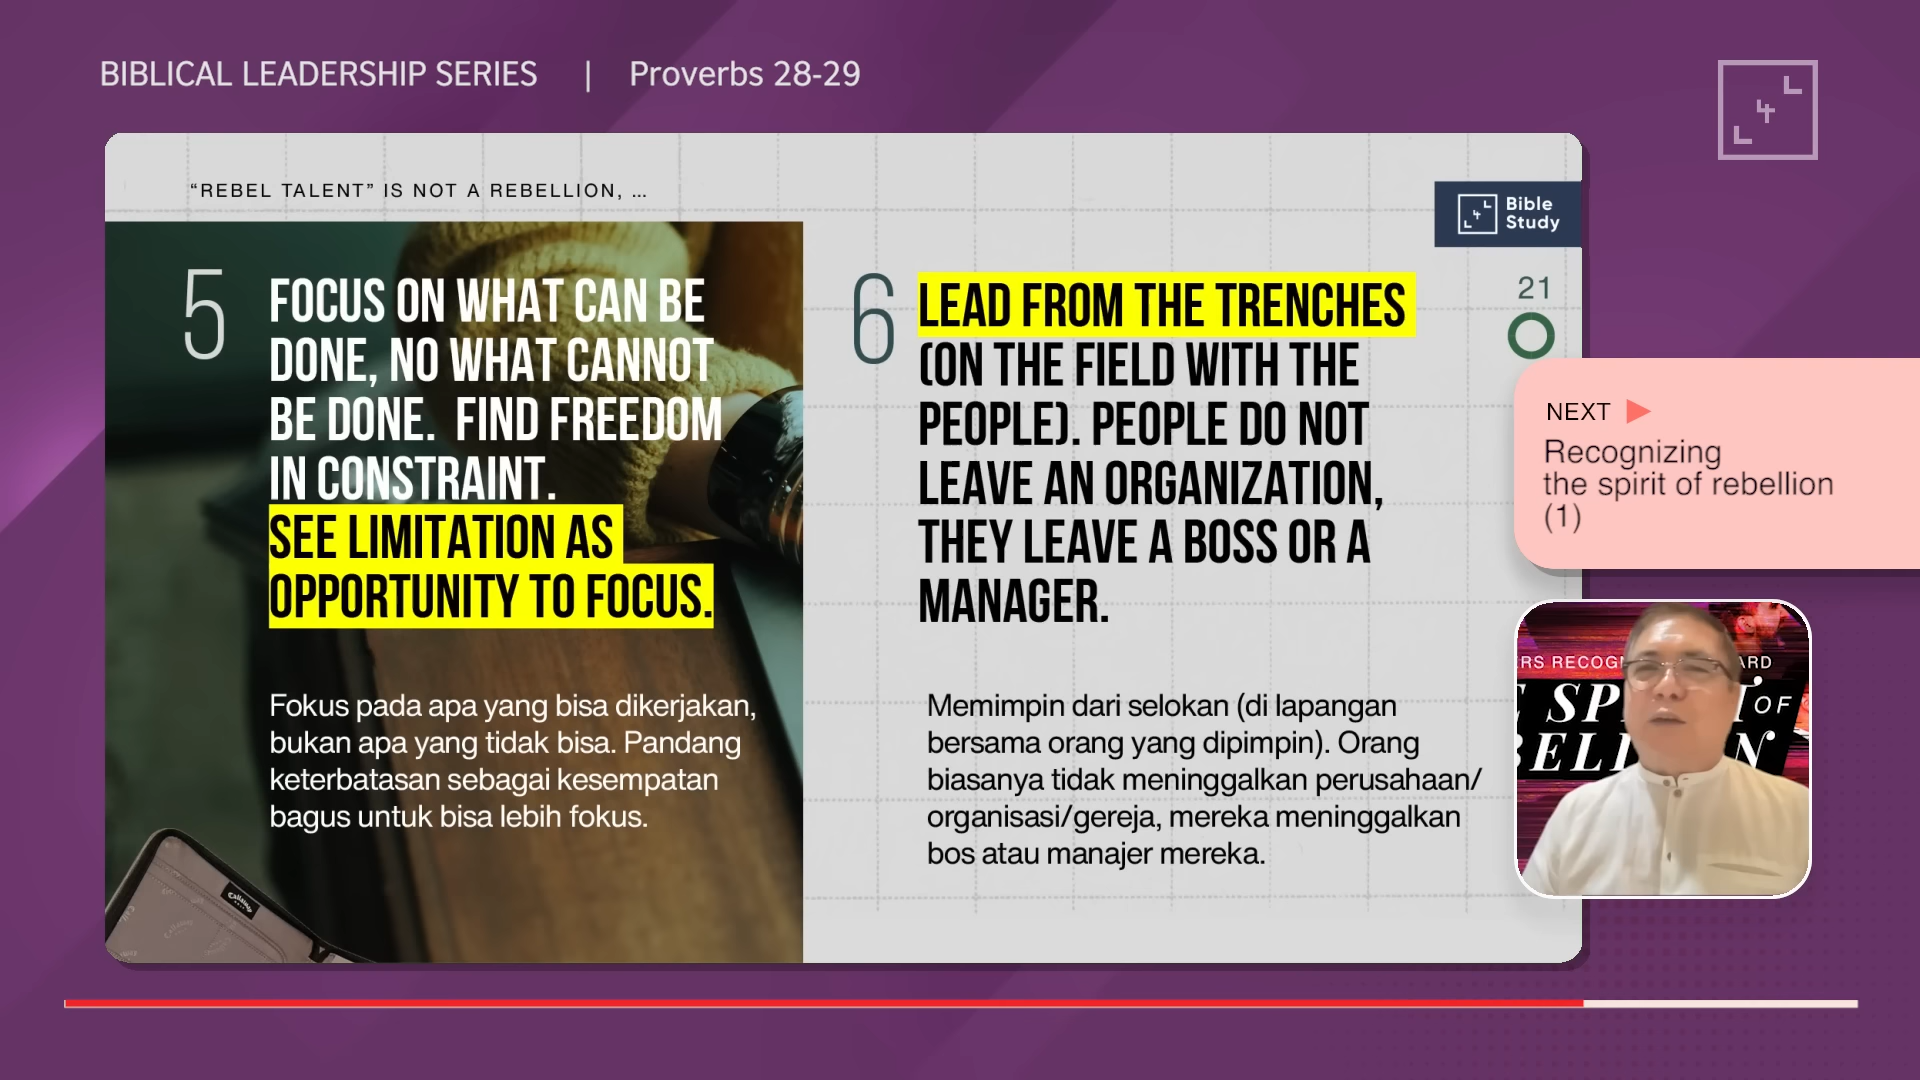 BIBLICAL LEADERSHIP SERIES | Proverbs 28-29
“REBEL TALENT” IS NOT A REBELLION, ...
Bible
Study
21
5
FOCUS ON WHAT CAN BE
DONE, NO WHAT CANNOT
BE DONE. FIND FREEDOM
IN CONSTRAINT.
SEE LIMITATION AS
OPPORTUNITY TO FOCUS.
Fokus pada apa yang bisa dikerjakan,
bukan apa yang tidak bisa. Pandang
keterbatasan sebagai kesempatan
bagus untuk bisa lebih fokus.
Callaway
6
LEAD FROM THE TRENCHES
(ON THE FIELD WITH THE
PEOPLE). PEOPLE DO NOT
LEAVE AN ORGANIZATION,
THEY LEAVE A BOSS OR A
MANAGER.
Memimpin dari selokan (di lapangan
bersama orang yang dipimpin). Orang
biasanya tidak meninggalkan perusahaan/
organisasi/gereja, mereka meninggalkan
bos atau manajer mereka.
NEXT
Recognizing
the spirit of rebellion
(1)
OF